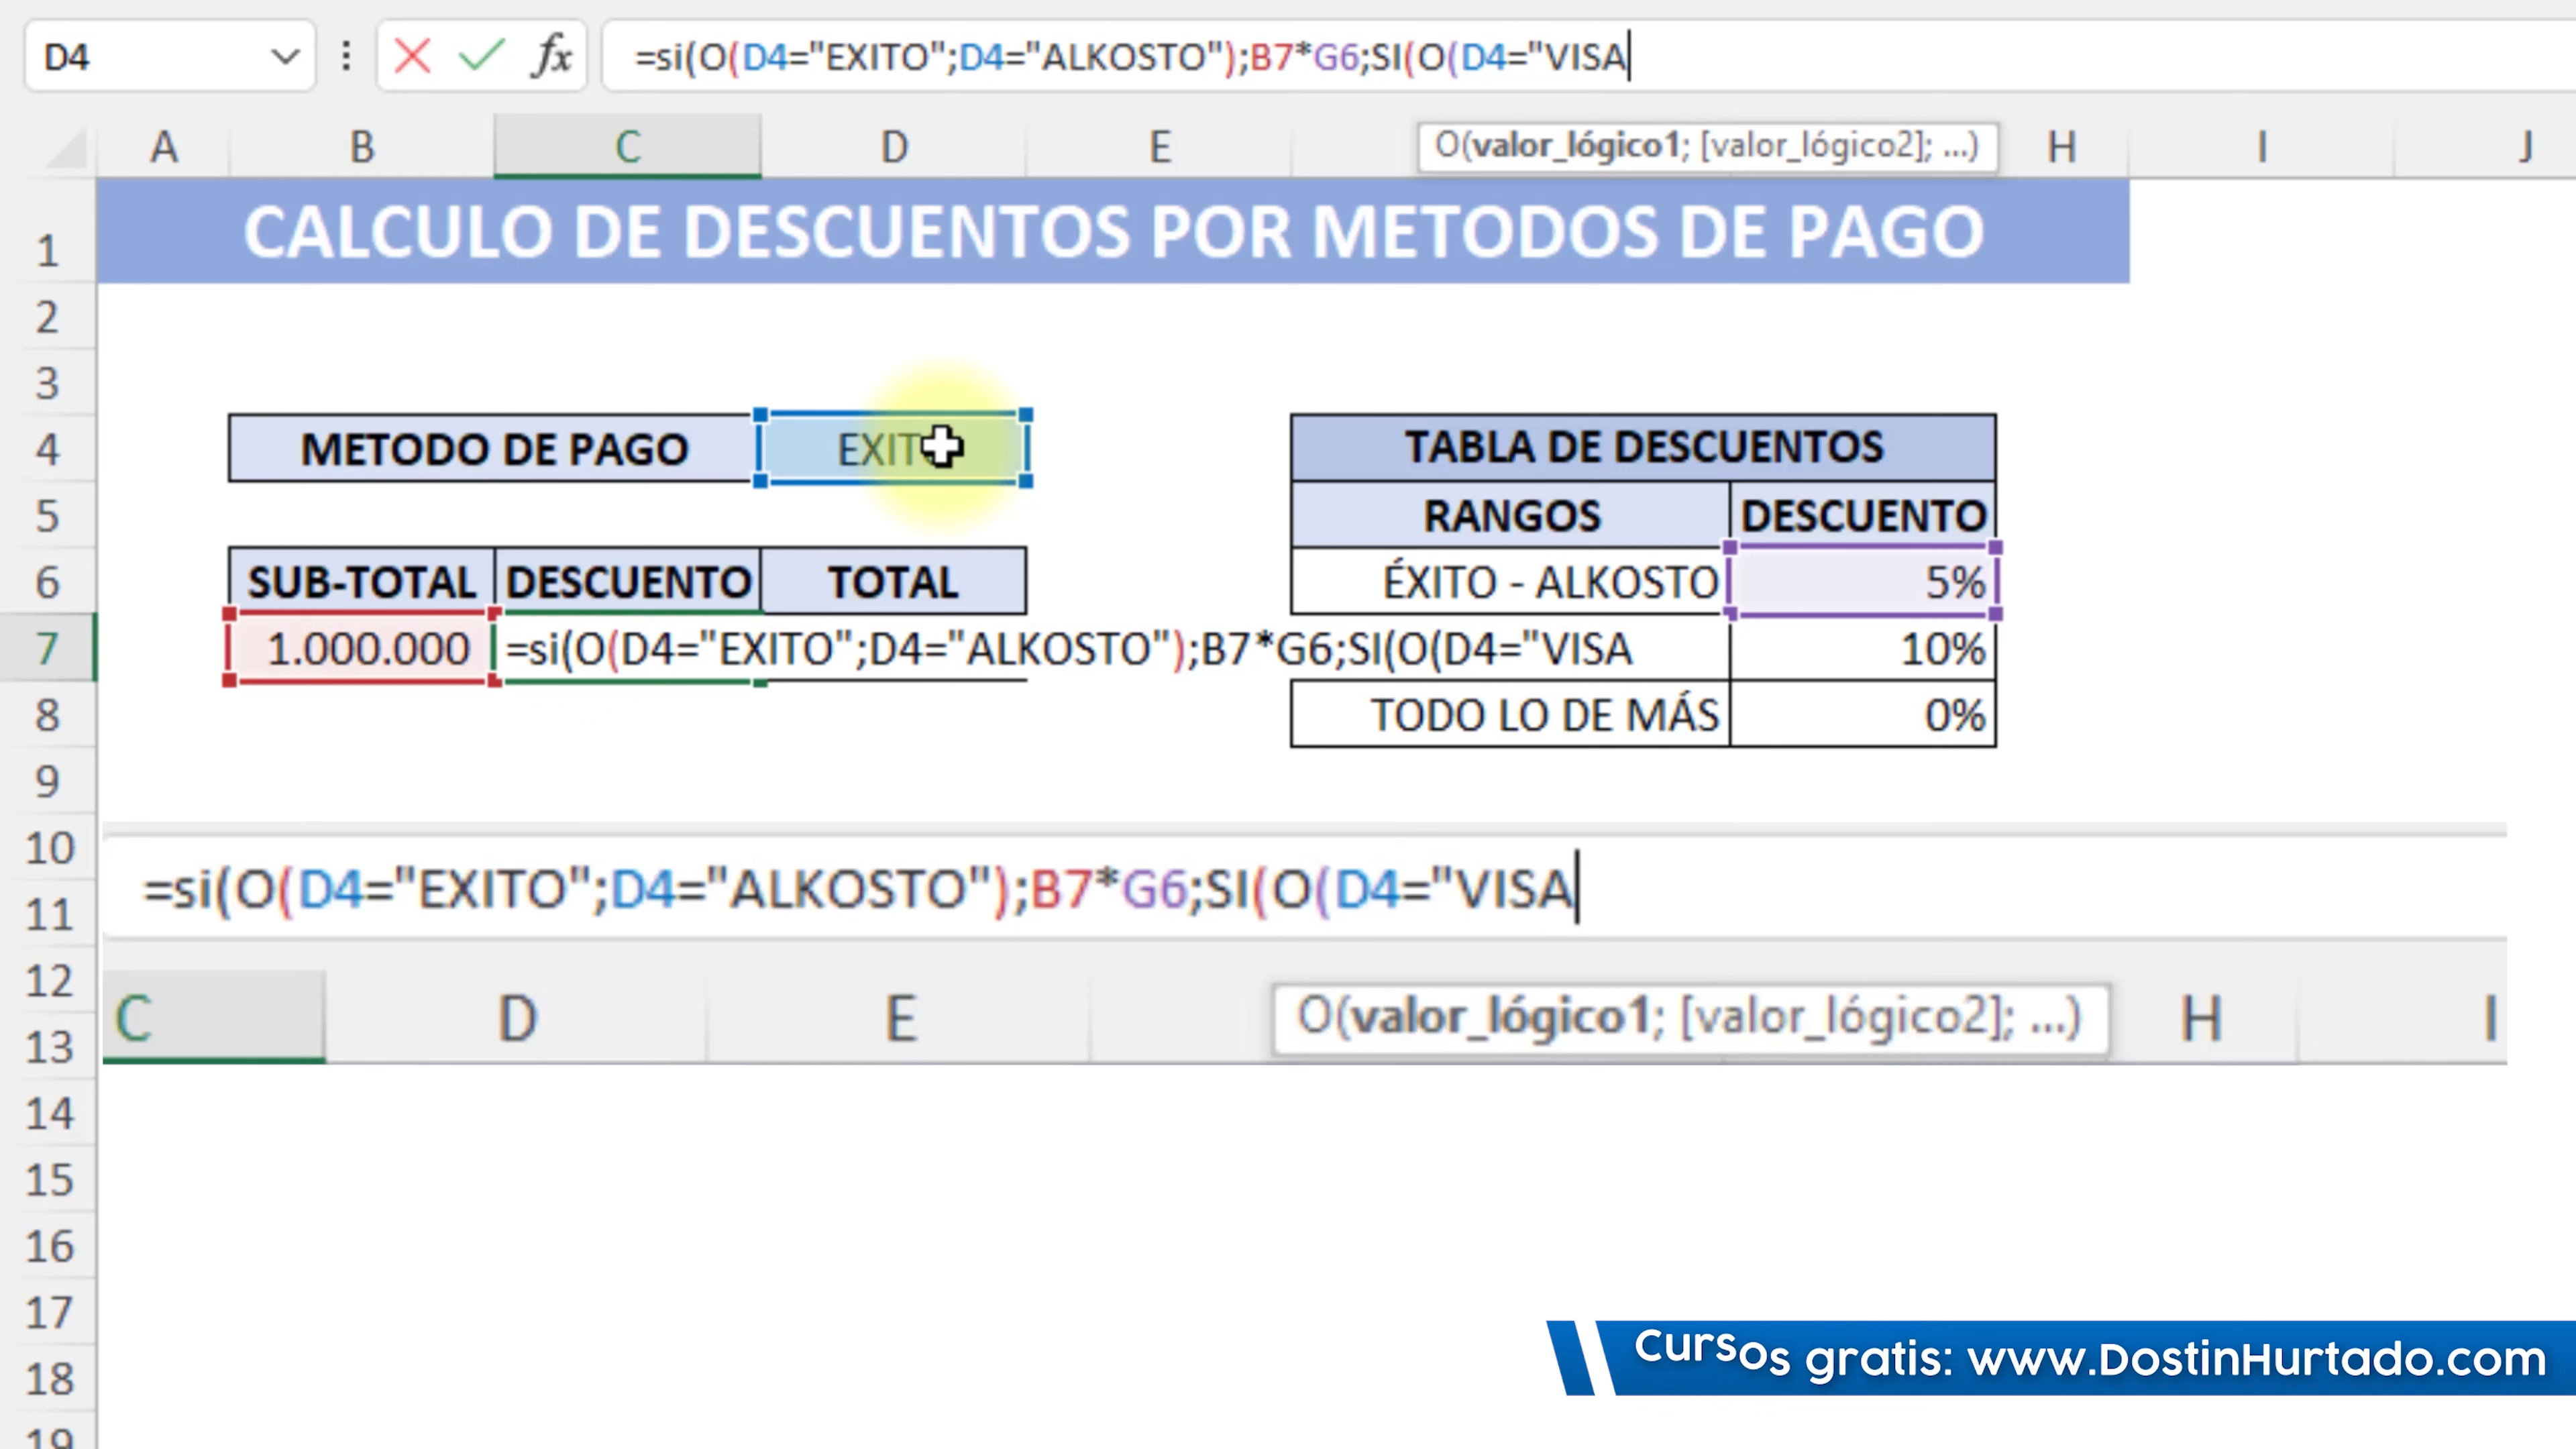 D4
fx
=si(O(D4="EXITO";D4="ALKOSTO");B7*G6;SI(O(D4="VISA
A B C D E H I J
O(valor_lógico1; [valor_lógico2]; ...)
1 CALCULO DE DESCUENTOS POR METODOS DE PAGO
2
3
4 METODO DE PAGO TABLA DE DESCUENTOS
5 RANGOS DESCUENTO
6 SUB-TOTAL DESCUENTO TOTAL ÉXITO - ALKOSTO 5%
7 1.000.000 =si(O(D4="EXITO";D4="ALKOSTO");B7*G6;SI(O(D4="VISA 10%
8 TODO LO DE MÁS 0%
9
10
=si(O(D4="EXITO";D4="ALKOSTO");B7*G6;SI(O(D4="VISA
11
12
C D E O(valor_lógico1; [valor_lógico2]; ...) H I
13
14
15
16
17
18
Cursos gratis: www.DostinHurtado.com
19